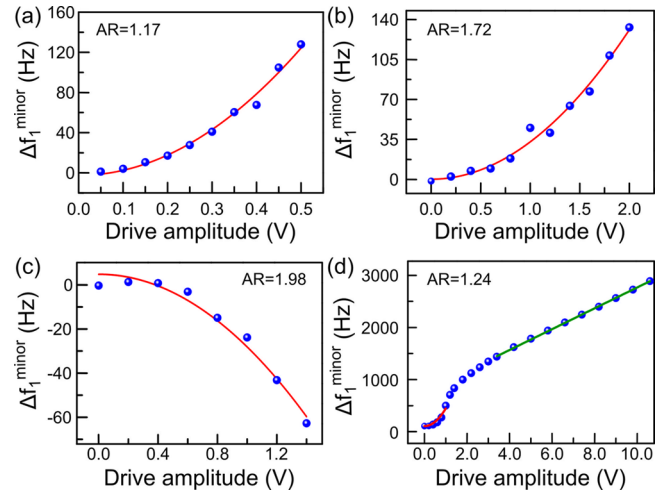 (a)
AR=1.17
Δf₁ᵐⁱⁿᵒʳ (Hz)
160
120
80
40
0
0.0 0.1 0.2 0.3 0.4 0.5
Drive amplitude (V)
(b)
AR=1.72
Δf₁ᵐⁱⁿᵒʳ (Hz)
140
105
70
35
0
0.0 0.5 1.0 1.5 2.0
Drive amplitude (V)
(c)
AR=1.98
Δf₁ᵐⁱⁿᵒʳ (Hz)
0
-20
-40
-60
0.0 0.4 0.8 1.2
Drive amplitude (V)
(d)
AR=1.24
Δf₁ᵐⁱⁿᵒʳ (Hz)
3000
2000
1000
0
0.0 2.0 4.0 6.0 8.0 10.0
Drive amplitude (V)